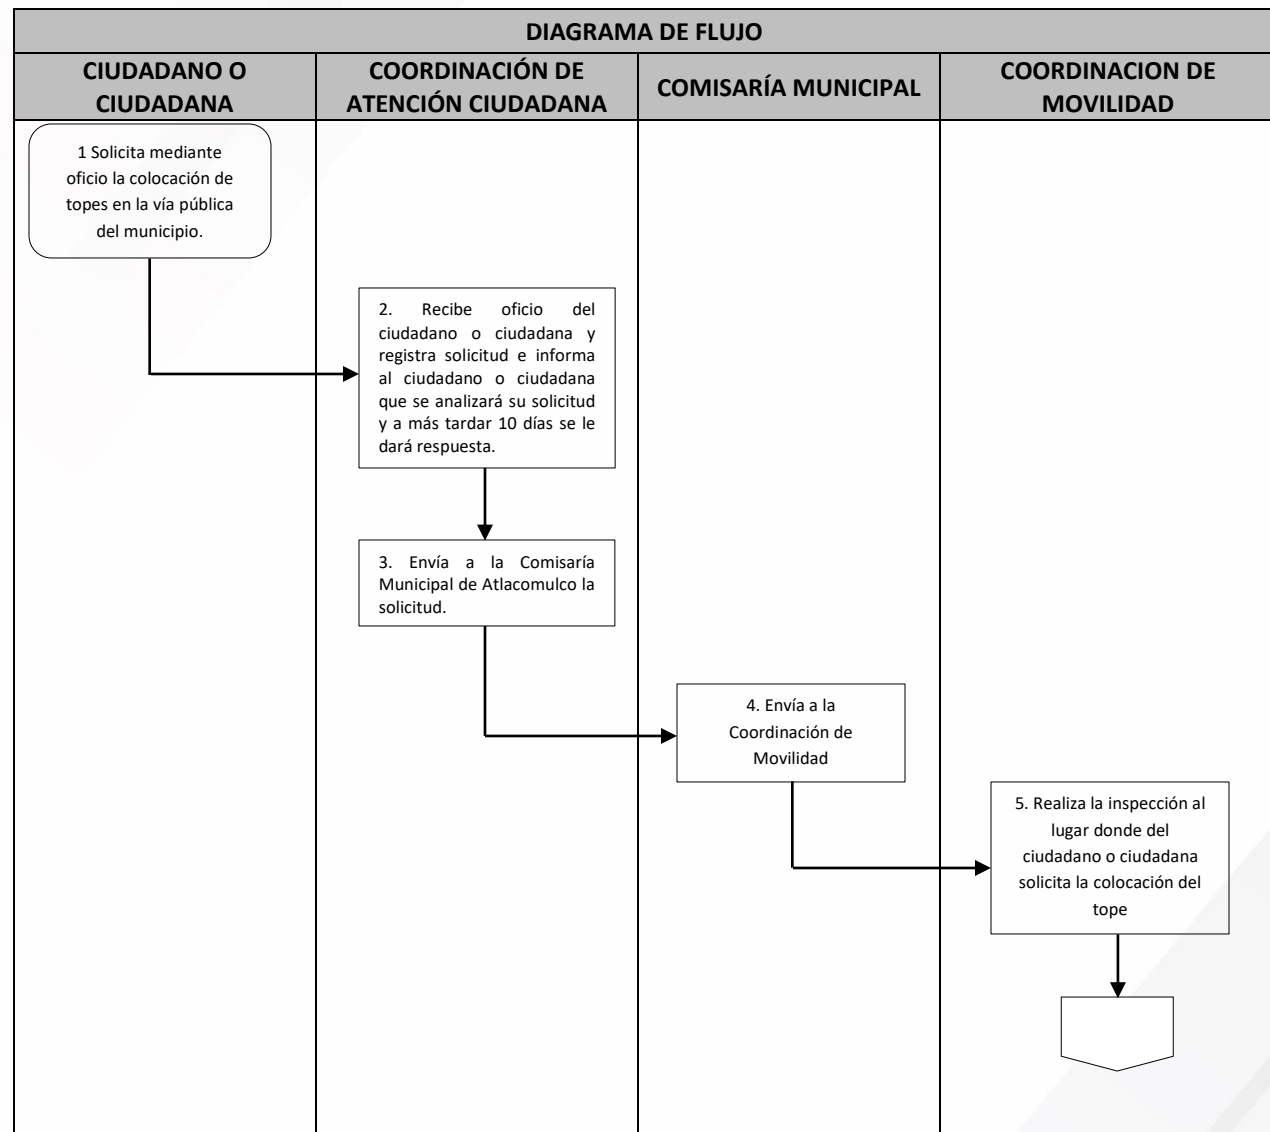 DIAGRAMA DE FLUJO
CIUDADANO O
CIUDADANA
COORDINACIÓN DE
ATENCIÓN CIUDADANA
COMISARÍA MUNICIPAL
COORDINACION DE
MOVILIDAD
1 Solicita mediante
oficio la colocación de
topes en la vía pública
del municipio.
2. Recibe oficio del
ciudadano o ciudadana y
registra solicitud e informa
al ciudadano o ciudadana
que se analizará su solicitud
y a más tardar 10 días se le
dará respuesta.
3. Envía a la Comisaría
Municipal de Atlacomulco la
solicitud.
4. Envía a la
Coordinación de
Movilidad
5. Realiza la inspección al
lugar donde del
ciudadano o ciudadana
solicita la colocación del
tope